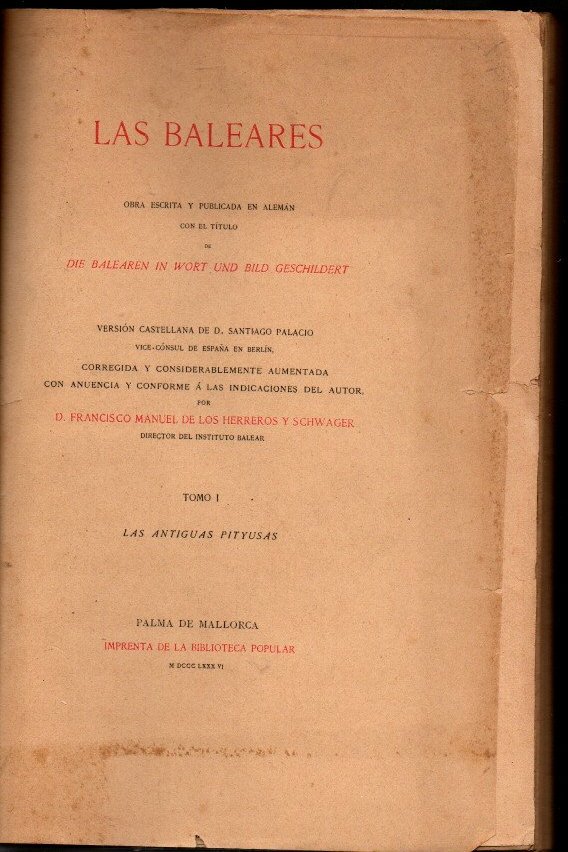 LAS BALEARES
OBRA ESCRITA Y PUBLICADA EN ALEMÁN
CON EL TÍTULO
DE
DIE BALEAREN IN WORT UND BILD GESCHILDERT
VERSIÓN CASTELLANA DE D. SANTIAGO PALACIO
VICE-CÓNSUL DE ESPAÑA EN BERLÍN,
CORREGIDA Y CONSIDERABLEMENTE AUMENTADA
CON ANUENCIA Y CONFORME Á LAS INDICACIONES DEL AUTOR,
POR
D. FRANCISCO MANUEL DE LOS HERREROS Y SCHWAGER
DIRECTOR DEL INSTITUTO BALEAR
TOMO I
LAS ANTIGUAS PITYUSAS
PALMA DE MALLORCA
IMPRENTA DE LA BIBLIOTECA POPULAR
M DCCC LXXX VI